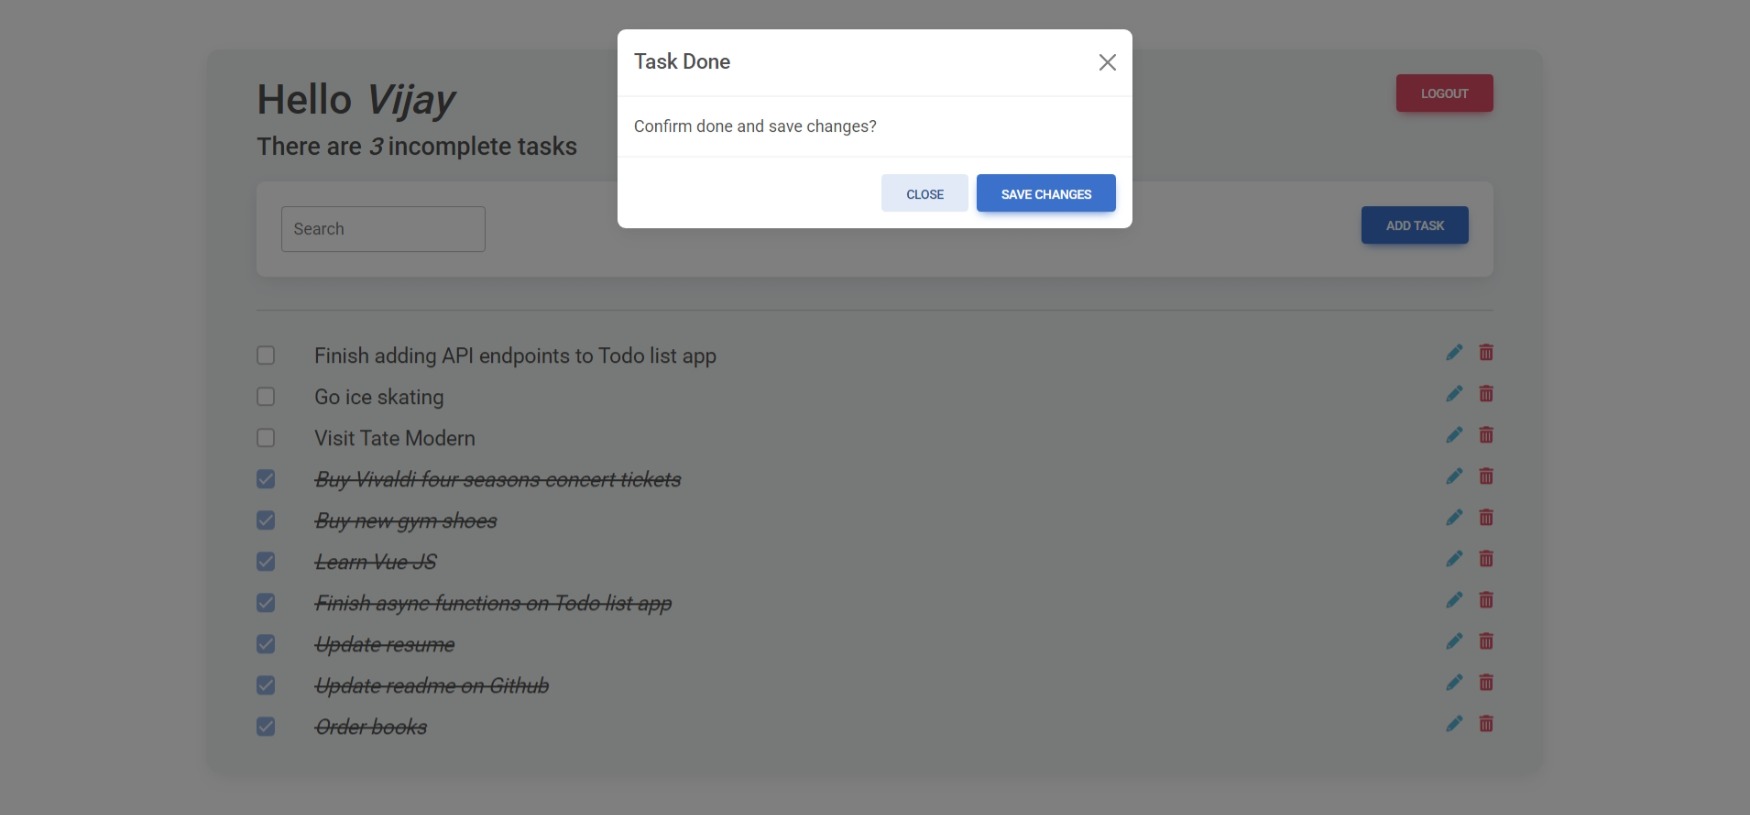 Task Done
Confirm done and save changes?
CLOSE
SAVE CHANGES
Hello Vijay
LOGOUT
There are 3 incomplete tasks
Search
ADD TASK
Finish adding API endpoints to Todo list app
Go ice skating
Visit Tate Modern
Buy Vivaldi four seasons concert tickets
Buy new gym shoes
Learn Vue JS
Finish async functions on Todo list app
Update resume
Update readme on Github
Order books